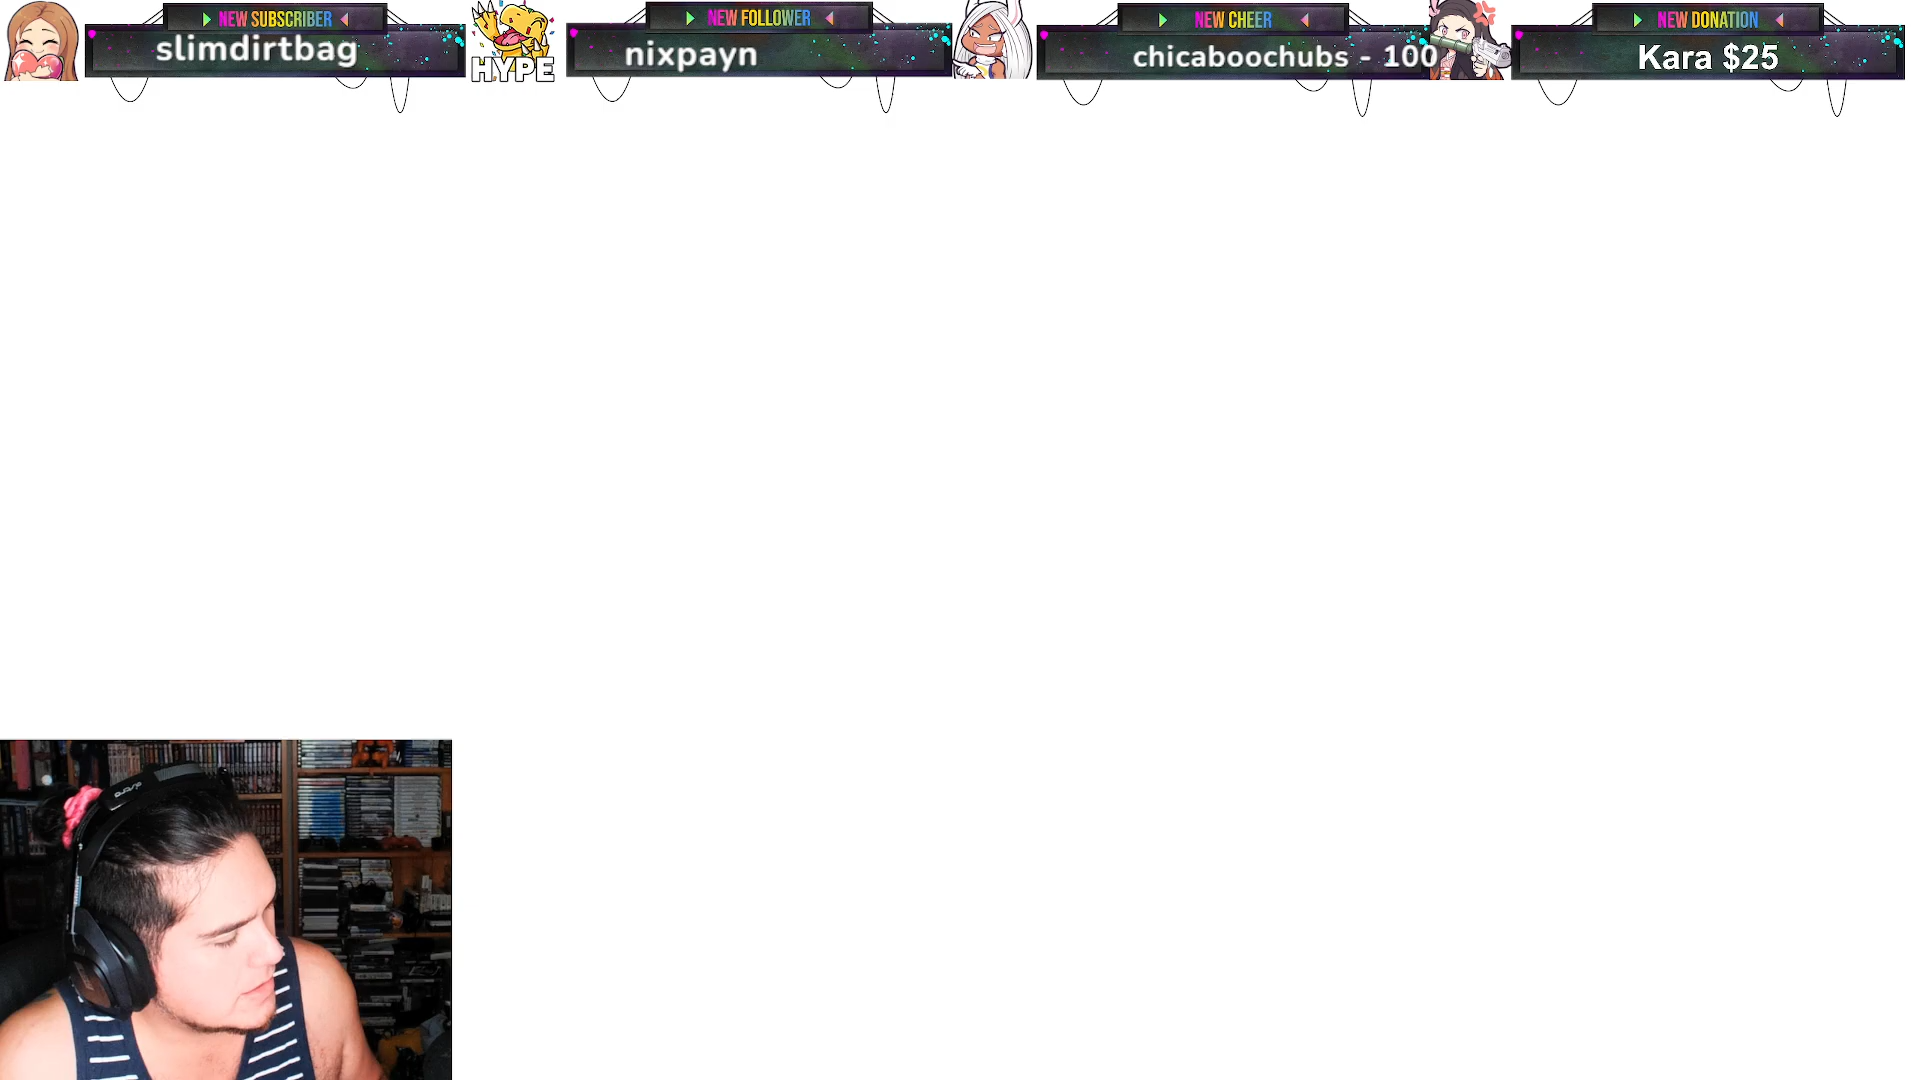 NEW SUBSCRIBER
slimdirtbag
HYPE
NEW FOLLOWER
nixpayn
NEW CHEER
chicaboochubs - 100
NEW DONATION
Kara $25